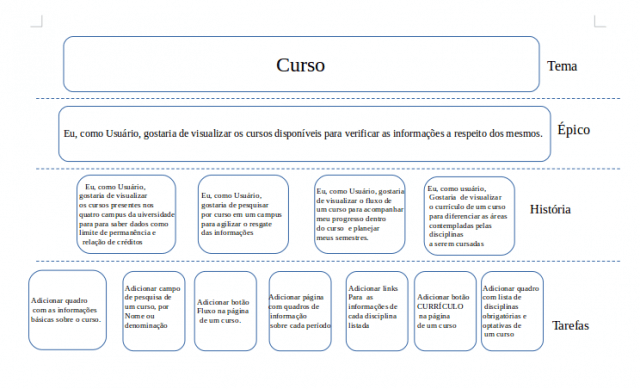 Curso
Tema
Eu, como Usuário, gostaria de visualizar os cursos disponíveis para verificar as informações a respeito dos mesmos.
Épico
Eu, como Usuário,
gostaria de visualizar
os cursos presentes nos
quatro campus da uiversidade
para para saber dados como
limite de permanência e
relação de créditos
Eu, como Usuário,
gostaria de pesquisar
por curso em um campus
para agilizar o resgate
das informações
Eu, como Usuário, gostaria
de visualizar o fluxo de
um curso para acompanhar
meu progresso dentro
do curso e planejar
meus semestres.
Eu, como usuário,
Gostaria de visualizar
o currículo de um curso
para diferenciar as áreas
contempladas pelas
disciplinas
a serem cursadas
História
Adicionar quadro
com as informações
básicas sobre o curso.
Adicionar campo
de pesquisa de
um curso, por
Nome ou
denominação
Adicionar botão
Fluxo na página
de um curso.
Adicionar página
com quadros de
informação
sobre cada período
Adicionar links
Para as
informações de
cada disciplina
listada
Adicionar botão
CURRÍCULO
na página
de um curso
Adicionar quadro
com lista de
disciplinas
obrigatórias e
optativas de
um curso
Tarefas